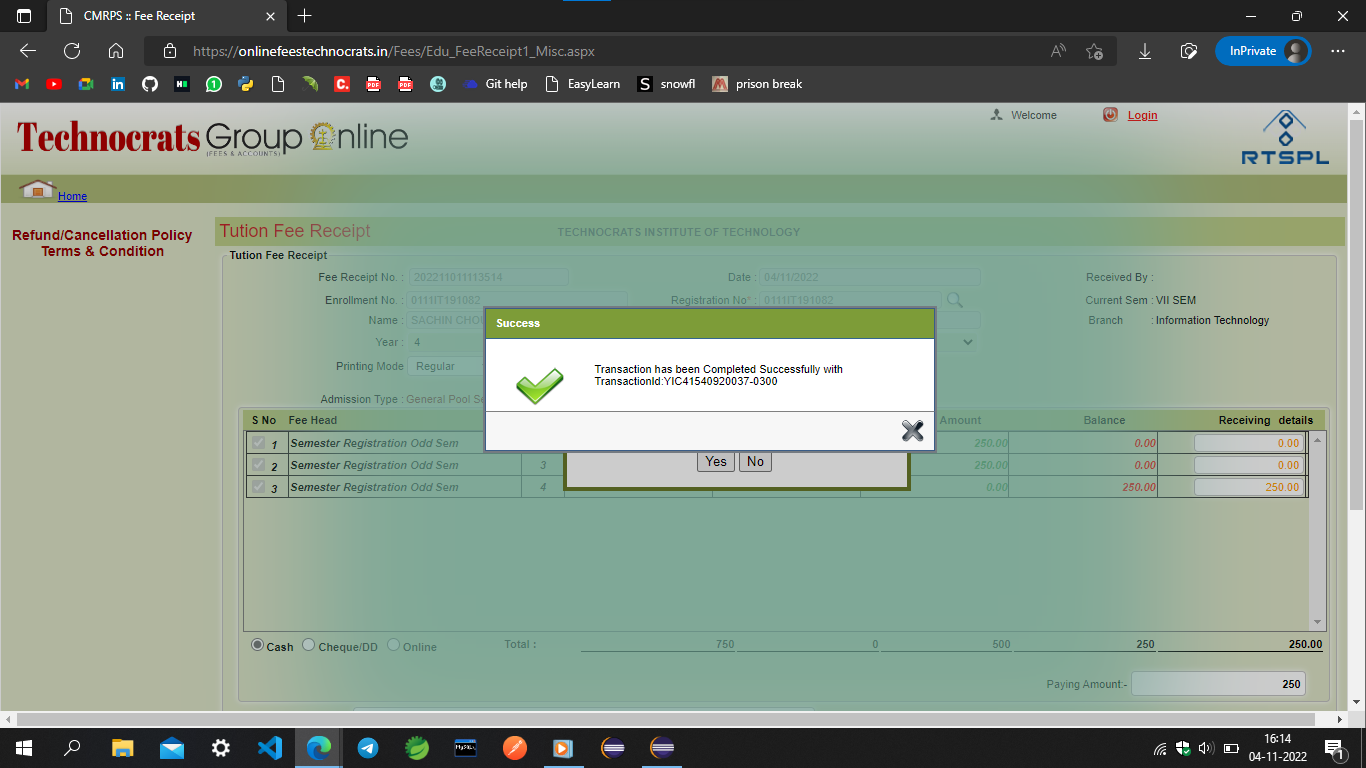 CMRPS :: Fee Receipt
https://onlinefeestechnocrats.in/Fees/Edu_FeeReceipt1_Misc.aspx
InPrivate
Git help EasyLearn S snowfl prison break
Technocrats Group Online
(FEES & ACCOUNTS)
Welcome Login
RTSPL
Home
Refund/Cancellation Policy
Terms & Condition
Tution Fee Receipt TECHNOCRATS INSTITUTE OF TECHNOLOGY
Tution Fee Receipt
Fee Receipt No. : 202211011113514 Date : 04/11/2022 Received By :
Enrollment No. : 0111IT191082 Registration No* : 0111IT191082 Current Sem : VII SEM
Name : SACHIN Branch : Information Technology
Year : 4
Printing Mode Regular
Admission Type : General Pool
Success
Transaction has been Completed Successfully with
TransactionId:YIC41540920037-0300
Yes No
S No Fee Head Amount Balance Receiving details
1 Semester Registration Odd Sem 250.00 0.00 0.00
2 Semester Registration Odd Sem 3 250.00 0.00 0.00
3 Semester Registration Odd Sem 4 0.00 250.00 250.00
Cash Cheque/DD Online Total : 750 0 500 250 250.00
Paying Amount:- 250
16:14
04-11-2022
1